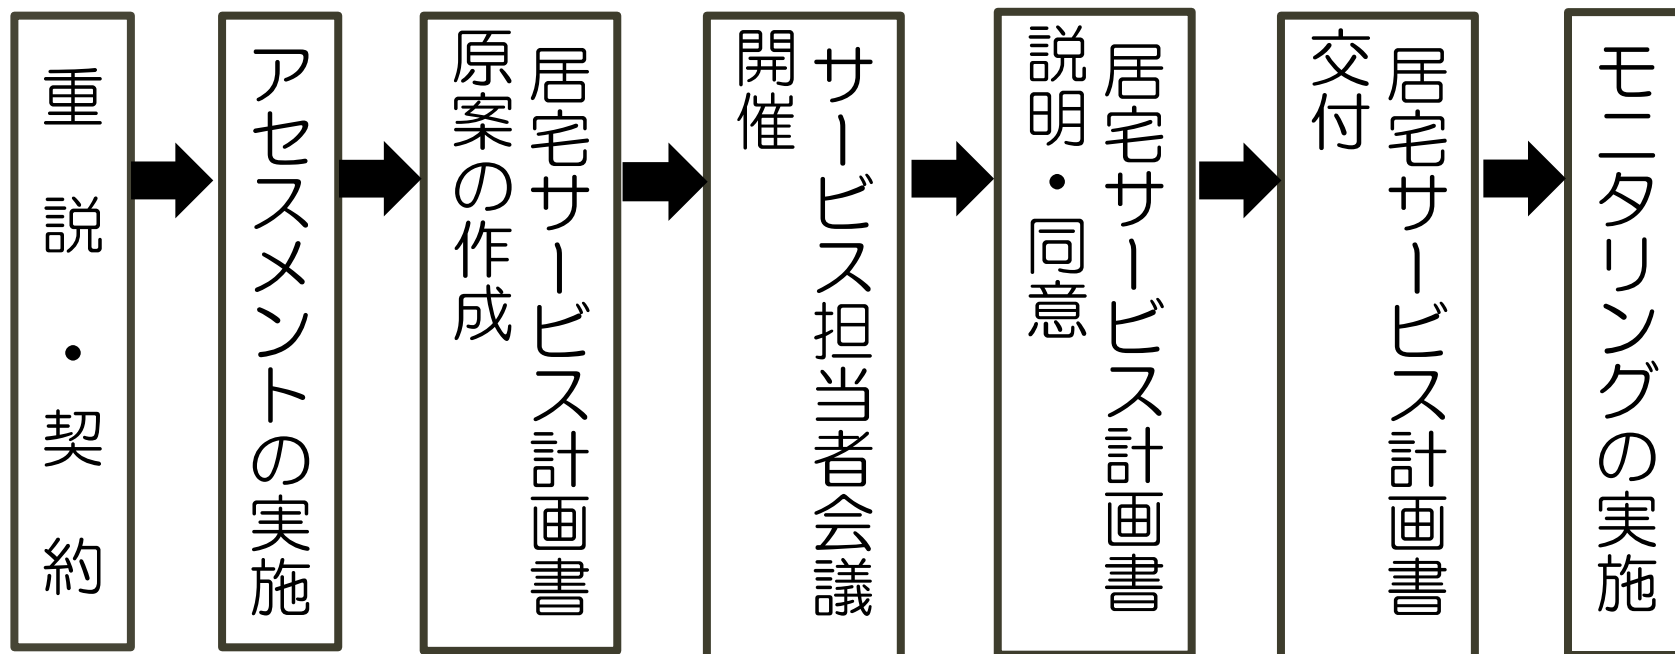 重説・契約
アセスメントの実施
居宅サービス計画書
原案の作成
サービス担当者会議
開催
居宅サービス計画書
説明・同意
居宅サービス計画書
交付
モニタリングの実施